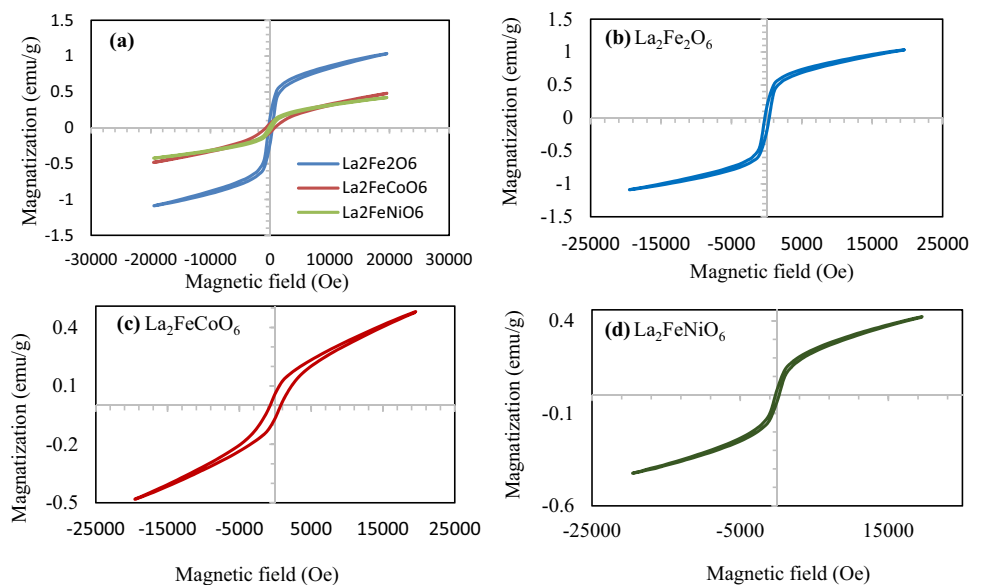 (a)
Magnatization (emu/g)
1.5
1
0.5
0
-0.5
-1
-1.5
La2Fe2O6
La2FeCoO6
La2FeNiO6
-30000 -20000 -10000 0 10000 20000 30000
Magnetic field (Oe)
(b) La₂Fe₂O₆
Magnatization (emu/g)
1.5
1
0.5
0
-0.5
-1
-1.5
-25000 -15000 -5000 5000 15000 25000
Magnetic field (Oe)
(c) La₂FeCoO₆
Magnatization (emu/g)
0.4
0.1
-0.2
-0.5
-25000 -15000 -5000 5000 15000 25000
Magnetic field (Oe)
(d) La₂FeNiO₆
Magnatization (emu/g)
0.4
-0.1
-0.6
-25000 -5000 15000
Magnetic field (Oe)